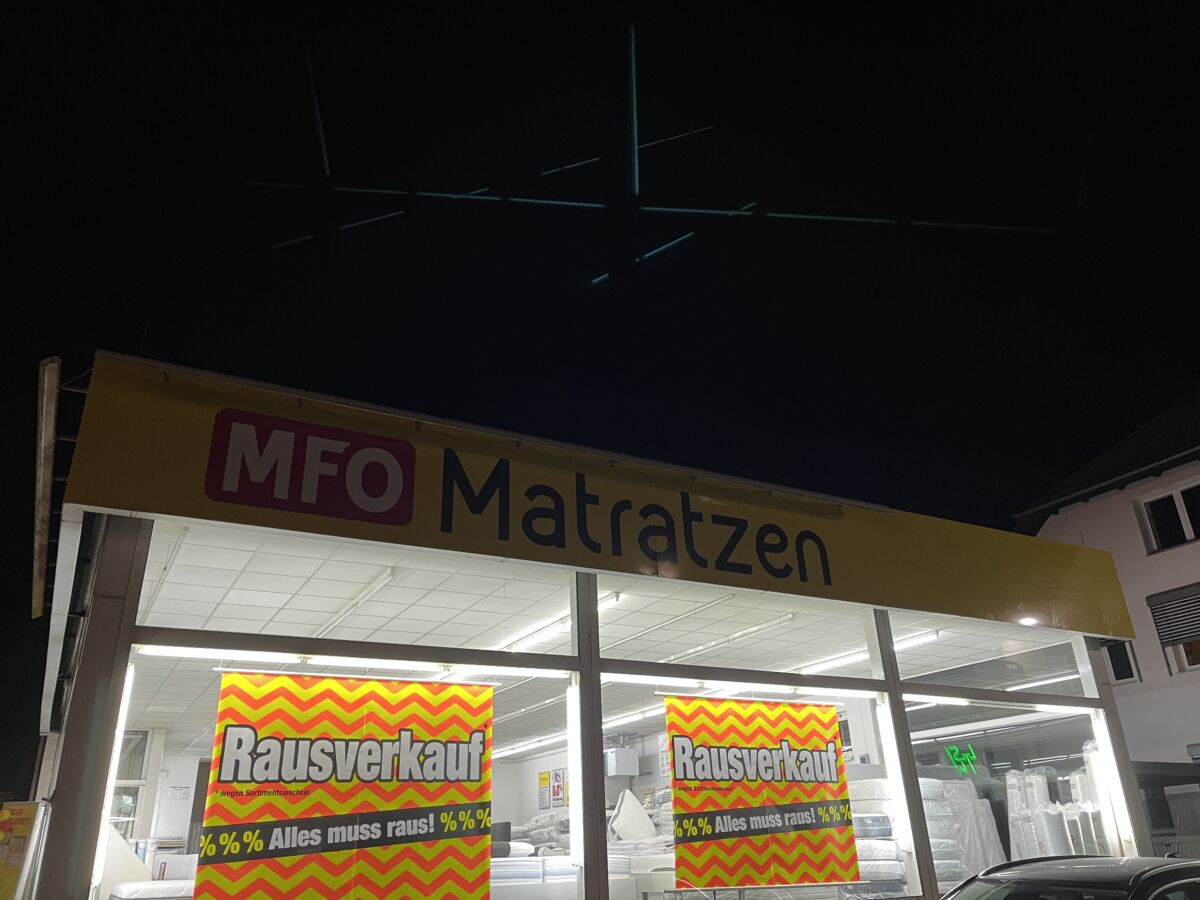 MFO Matratzen
Rausverkauf*
* wegen Sortimentswechsel
%%% Alles muss raus! %%%
Rausverkauf*
* wegen Sortimentswechsel
%%% Alles muss raus! %%%